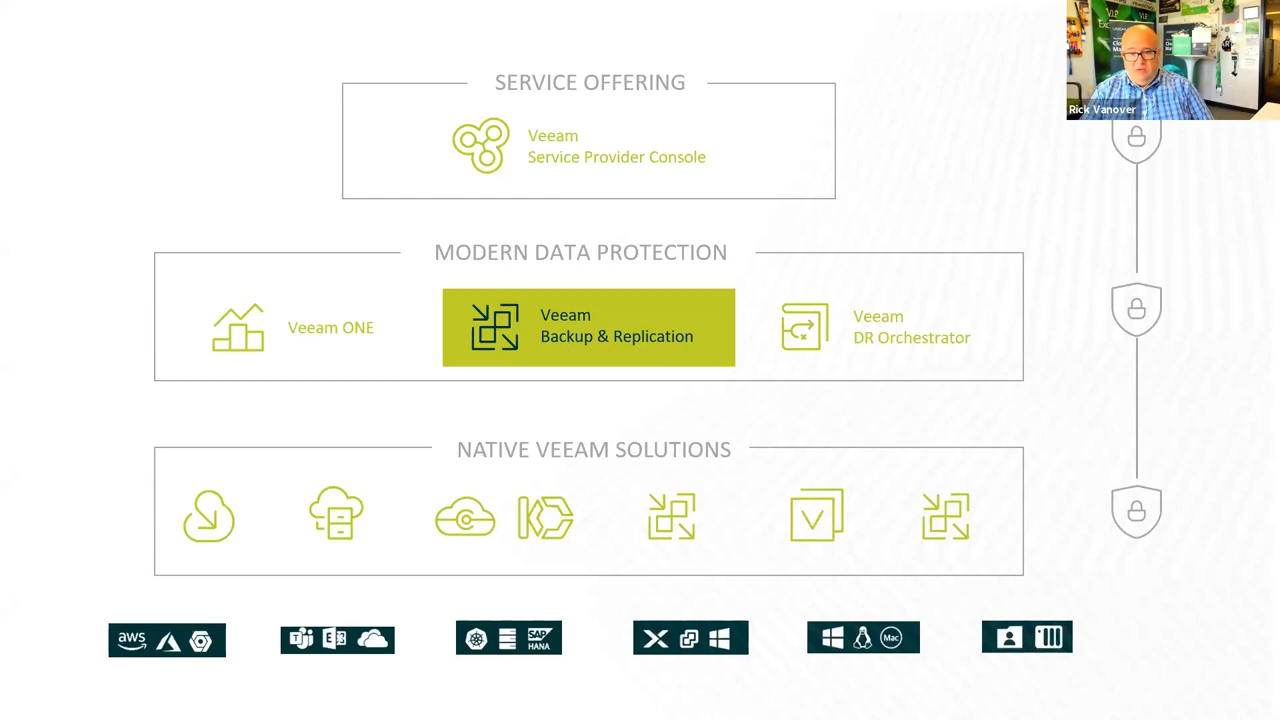 SERVICE OFFERING
Veeam
Service Provider Console
Rick Vanover
MODERN DATA PROTECTION
Veeam ONE
Veeam
Backup & Replication
Veeam
DR Orchestrator
NATIVE VEEAM SOLUTIONS
aws
SAP
HANA
Mac